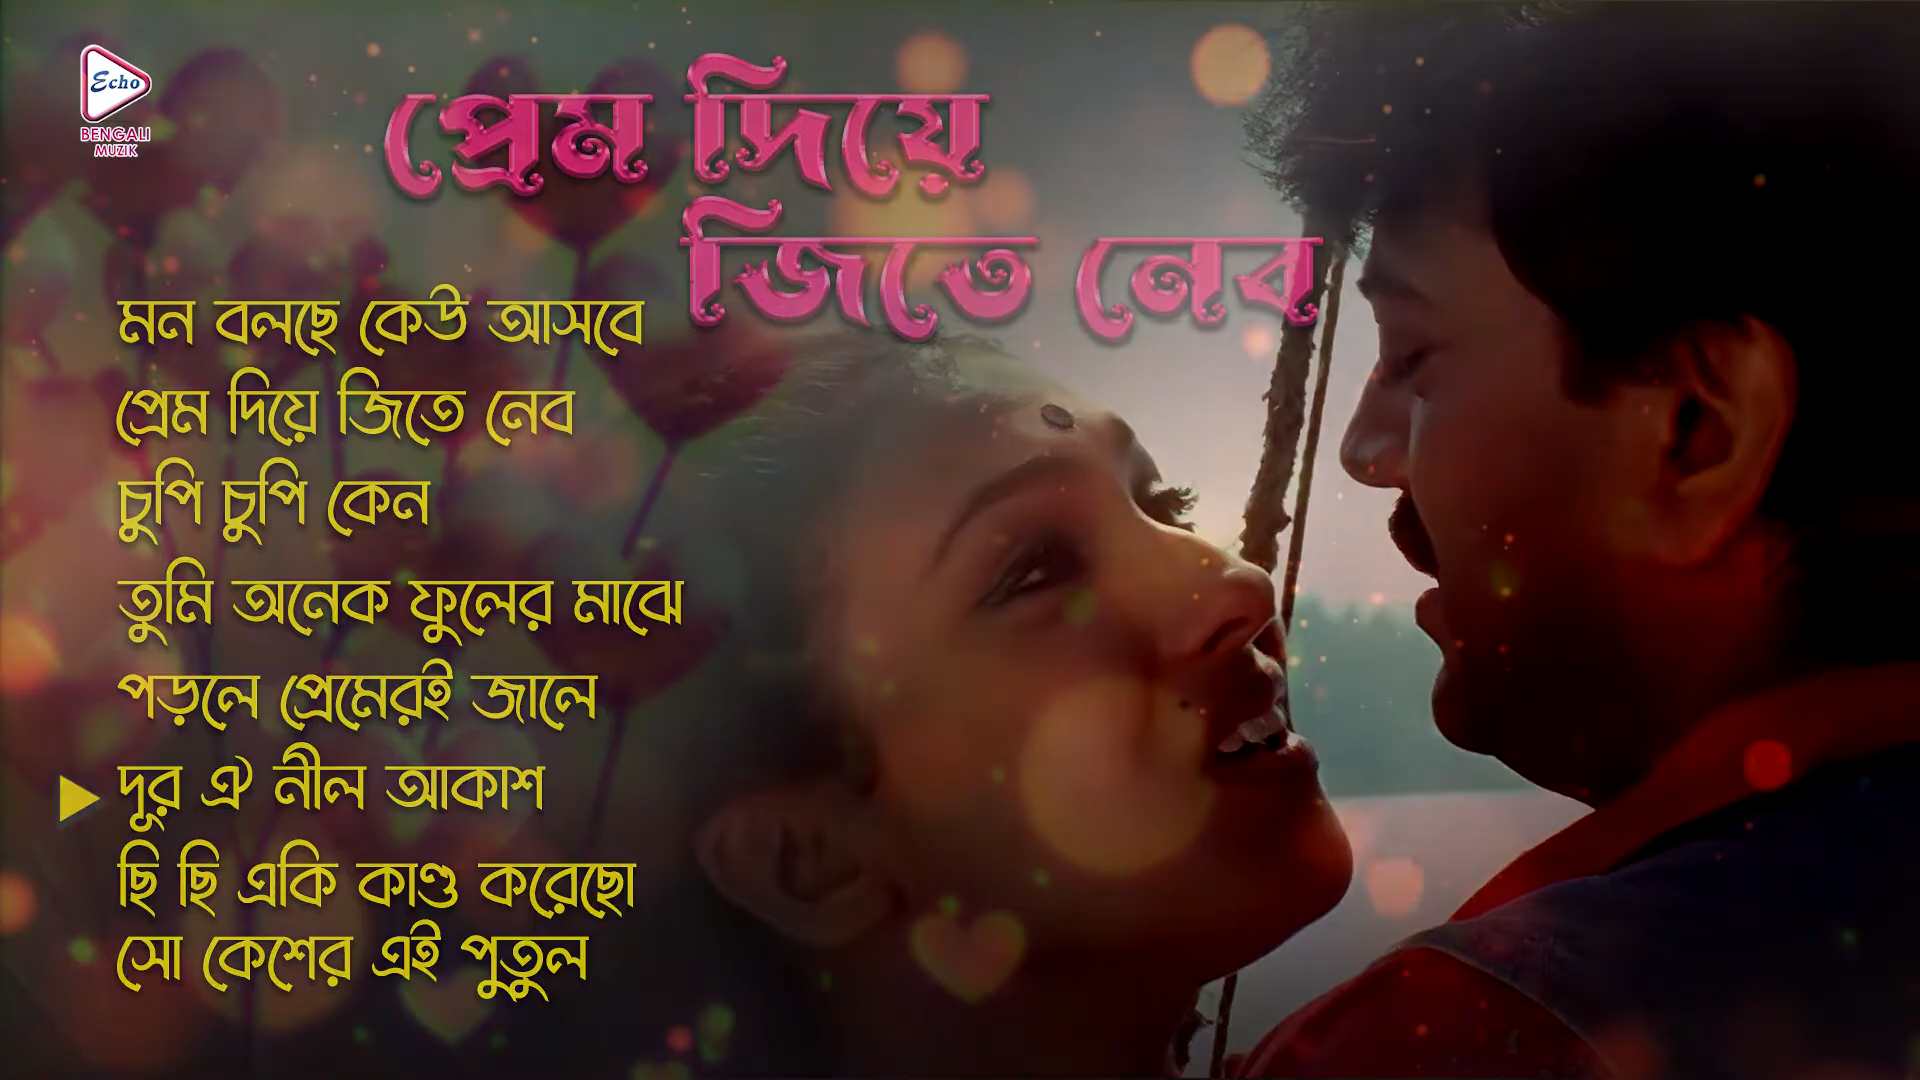 Echo
BENGALI
MUZIK
প্রেম দিয়ে
জিতে নেব
মন বলছে কেউ আসবে
প্রেম দিয়ে জিতে নেব
চুপি চুপি কেন
তুমি অনেক ফুলের মাঝে
পড়লে প্রেমেরই জালে
দূর ঐ নীল আকাশ
ছি ছি একি কাণ্ড করেছো
সো কেশের এই পুতুল